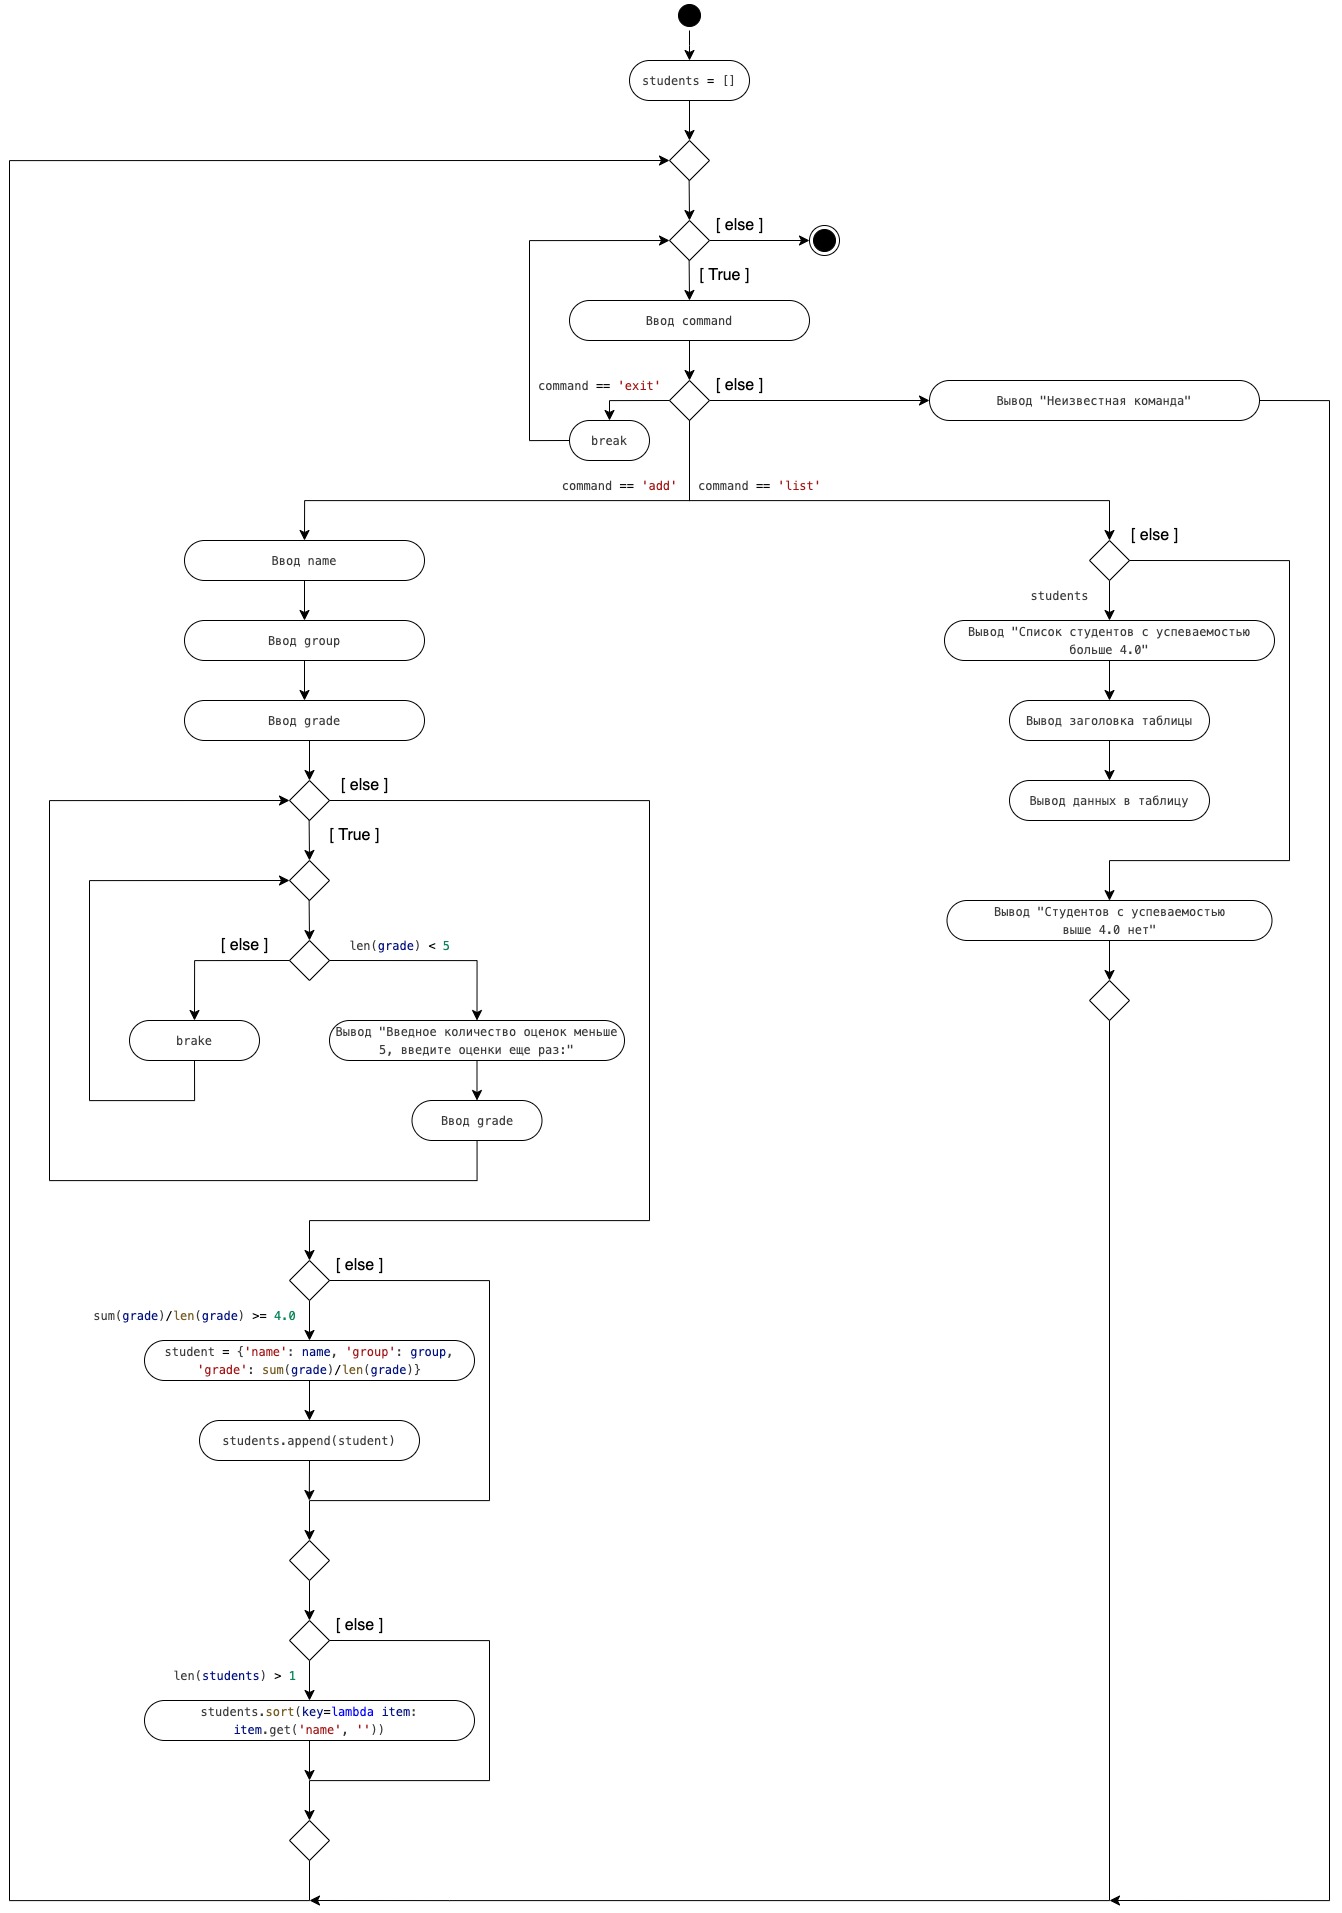 students = []
[ else ]
[ True ]
Ввод command
command == 'exit'
[ else ]
Вывод "Неизвестная команда"
break
command == 'add'
command == 'list'
Ввод name
Ввод group
Ввод grade
[ else ]
[ True ]
[ else ]
len(grade) < 5
brake
Вывод "Введное количество оценок меньше
5, введите оценки еще раз:"
Ввод grade
[ else ]
students
Вывод "Список студентов с успеваемостью
больше 4.0"
Вывод заголовка таблицы
Вывод данных в таблицу
Вывод "Студентов с успеваемостью
выше 4.0 нет"
[ else ]
sum(grade)/len(grade) >= 4.0
student = {'name': name, 'group': group,
'grade': sum(grade)/len(grade)}
students.append(student)
[ else ]
len(students) > 1
students.sort(key=lambda item:
item.get('name', ''))